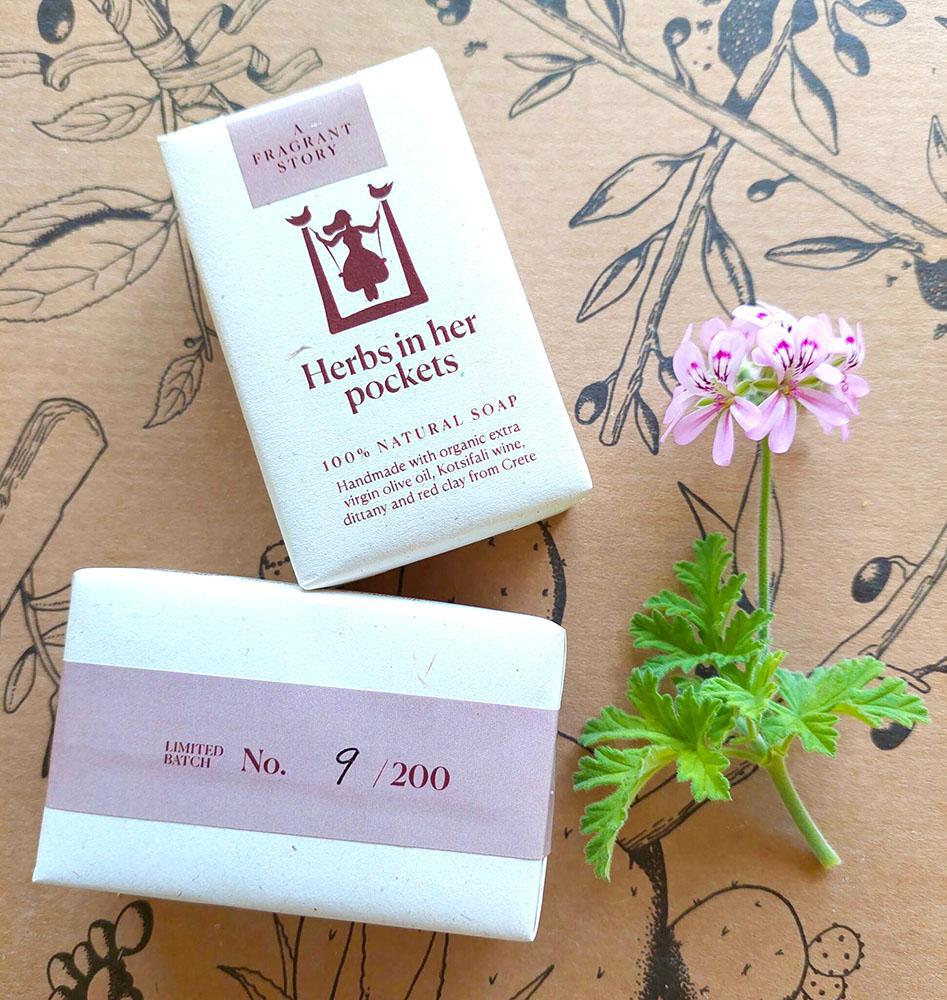 A
FRAGRANT
STORY
Herbs in her
pockets
100% NATURAL SOAP
Handmade with organic extra
virgin olive oil, Kotsifali wine,
dittany and red clay from Crete
LIMITED
BATCH
No. 9 /200